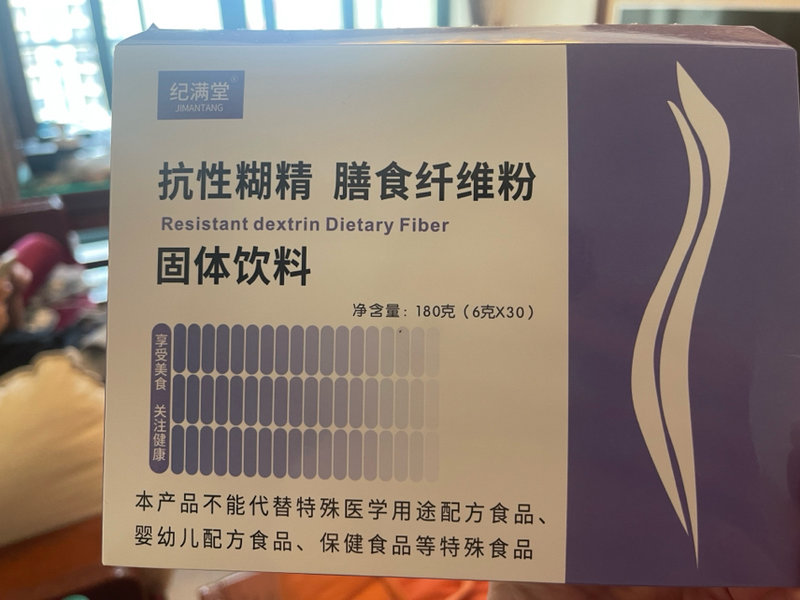 纪满堂®
JIMANTANG
抗性糊精 膳食纤维粉
Resistant dextrin Dietary Fiber
固体饮料
净含量：180克（6克X30）
享受美食 关注健康
本产品不能代替特殊医学用途配方食品、
婴幼儿配方食品、保健食品等特殊食品